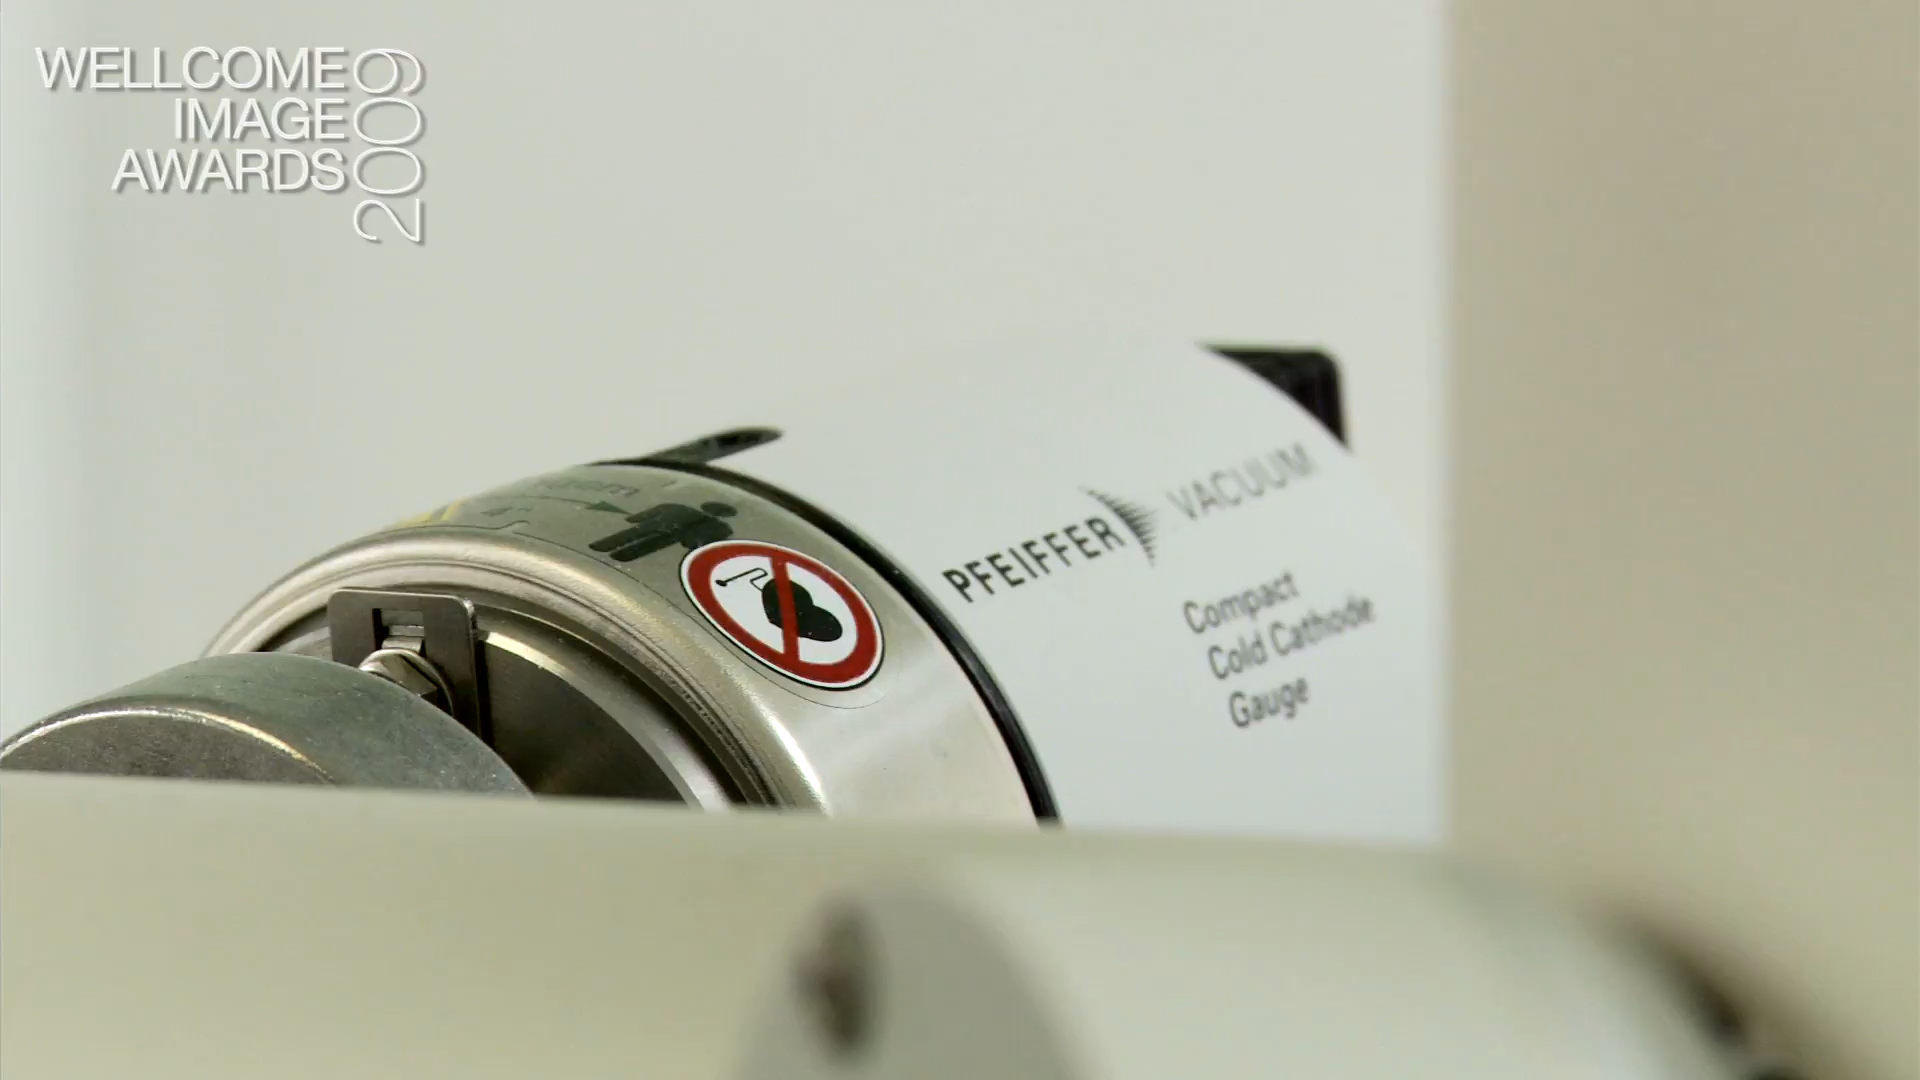 WELLCOME
IMAGE
AWARDS
2009
PFEIFFER VACUUM
Compact
Cold Cathode
Gauge